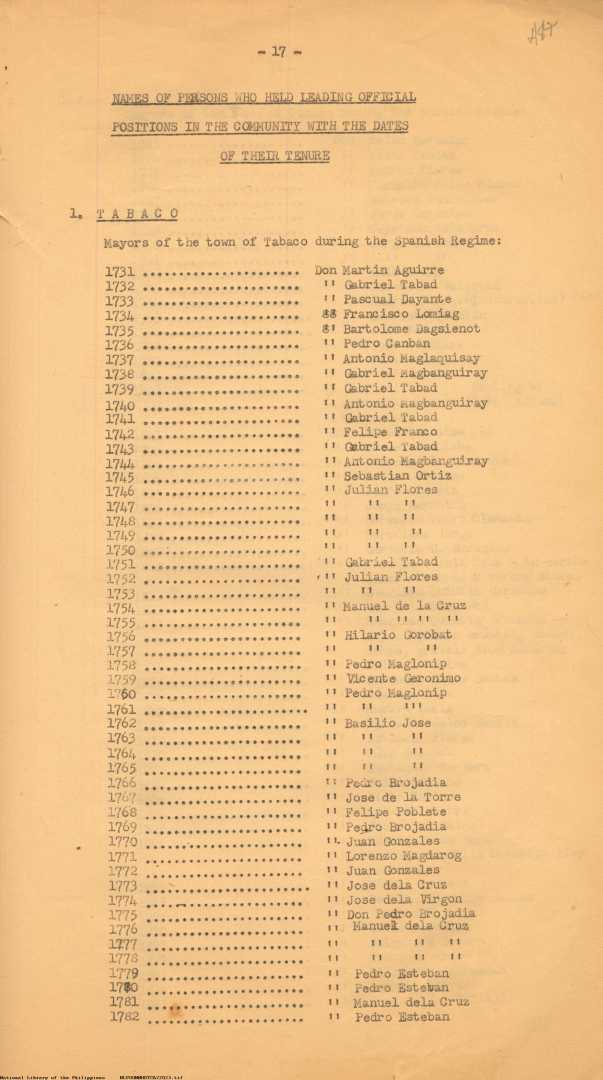 - 17 -
NAMES OF PERSONS WHO HELD LEADING OFFICIAL
POSITIONS IN THE COMMUNITY WITH THE DATES
OF THEIR TENURE
1. T A B A C O
Mayors of the town of Tabaco during the Spanish Regime:
1731 ...................... Don Martin Aguirre
1732 ...................... " Gabriel Tabad
1733 ...................... " Pascual Dayante
1734 ...................... " Francisco Lomiag
1735 ...................... " Bartolome Dagsienot
1736 ...................... " Pedro Canban
1737 ...................... " Antonio Maglaquisay
1738 ...................... " Gabriel Magbanguiray
1739 ...................... " Gabriel Tabad
1740 ...................... " Antonio Magbanguiray
1741 ...................... " Gabriel Tabad
1742 ...................... " Felipe Franco
1743 ...................... " Gabriel Tabad
1744 ...................... " Antonio Magbanguiray
1745 ...................... " Sebastian Ortiz
1746 ...................... " Julian Flores
1747 ...................... " " "
1748 ...................... " " "
1749 ...................... " " "
1750 ...................... " " "
1751 ...................... " Gabriel Tabad
1752 ...................... " Julian Flores
1753 ...................... " " "
1754 ...................... " Manuel de la Cruz
1755 ...................... " " " " "
1756 ...................... " Hilario Gorobat
1757 ...................... " " "
1758 ...................... " Pedro Maglonip
1759 ...................... " Vicente Geronimo
1760 ...................... " Pedro Maglonip
1761 ....................... " " "'
1762 ...................... " Basilio Jose
1763 ...................... " " "
1764 ...................... " " "
1765 ...................... " " "
1766 ...................... " Pedro Brojadia
1767 ...................... " Jose de la Torre
1768 ...................... " Felipe Poblete
1769 ...................... " Pedro Brojadia
1770 ...................... " Juan Gonzales
1771 ...................... " Lorenzo Magdarog
1772 ...................... " Juan Gonzales
1773 ....................... " Jose dela Cruz
1774 ...................... " Jose dela Virgon
1775 ...................... " Don Pedro Brojadia
1776 ...................... " Manuel dela Cruz
1777 ...................... " " " "
1778 ...................... " " " "
1779 ...................... " Pedro Esteban
1780 ...................... " Pedro Esteban
1781 ...................... " Manuel dela Cruz
1782 ...................... " Pedro Esteban
National Library of the Philippines